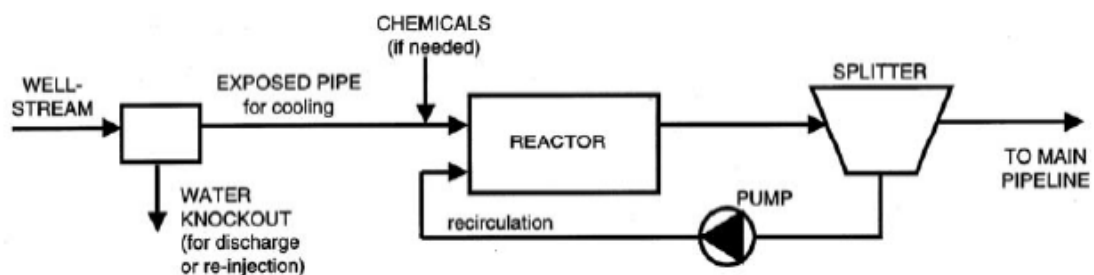 WELL-
STREAM
EXPOSED PIPE
for cooling
CHEMICALS
(if needed)
WATER
KNOCKOUT
(for discharge
or re-injection)
REACTOR
recirculation
PUMP
SPLITTER
TO MAIN
PIPELINE